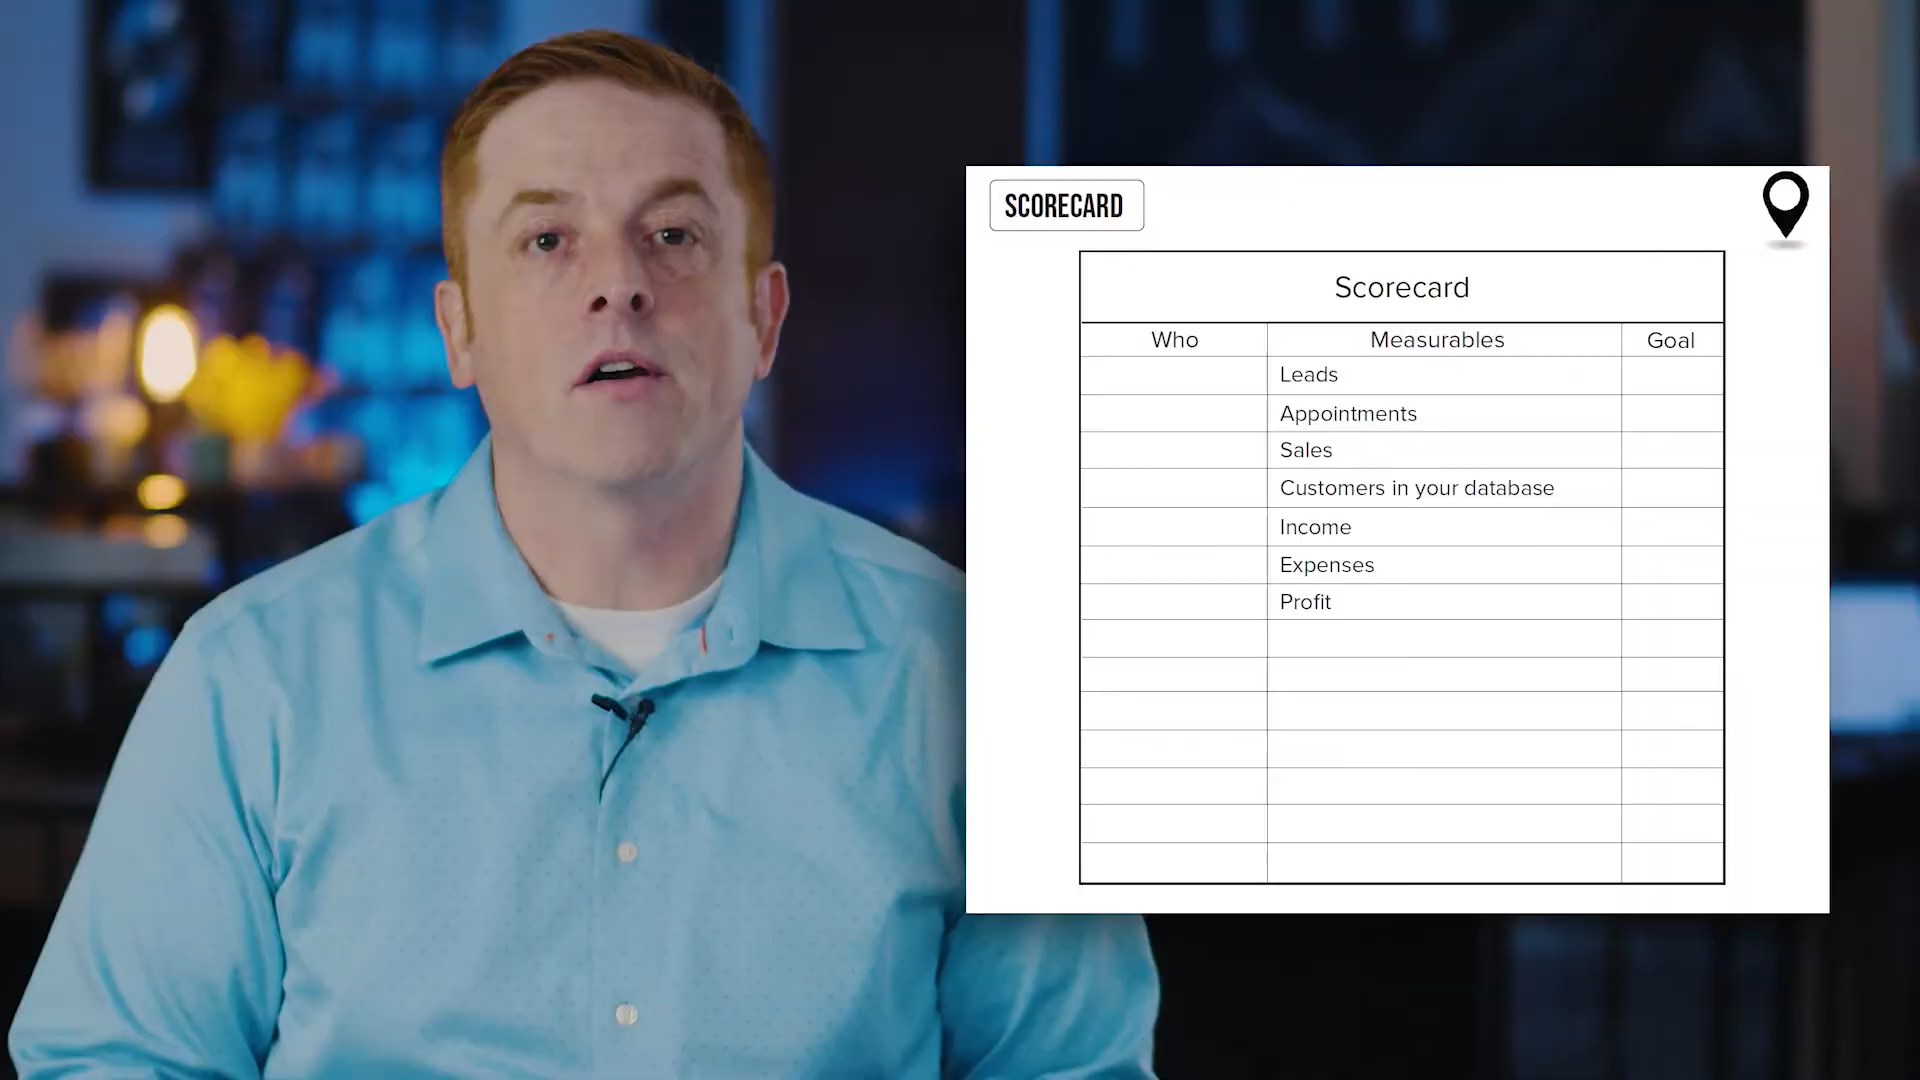 SCORECARD
Scorecard
Who Measurables Goal
Leads
Appointments
Sales
Customers in your database
Income
Expenses
Profit